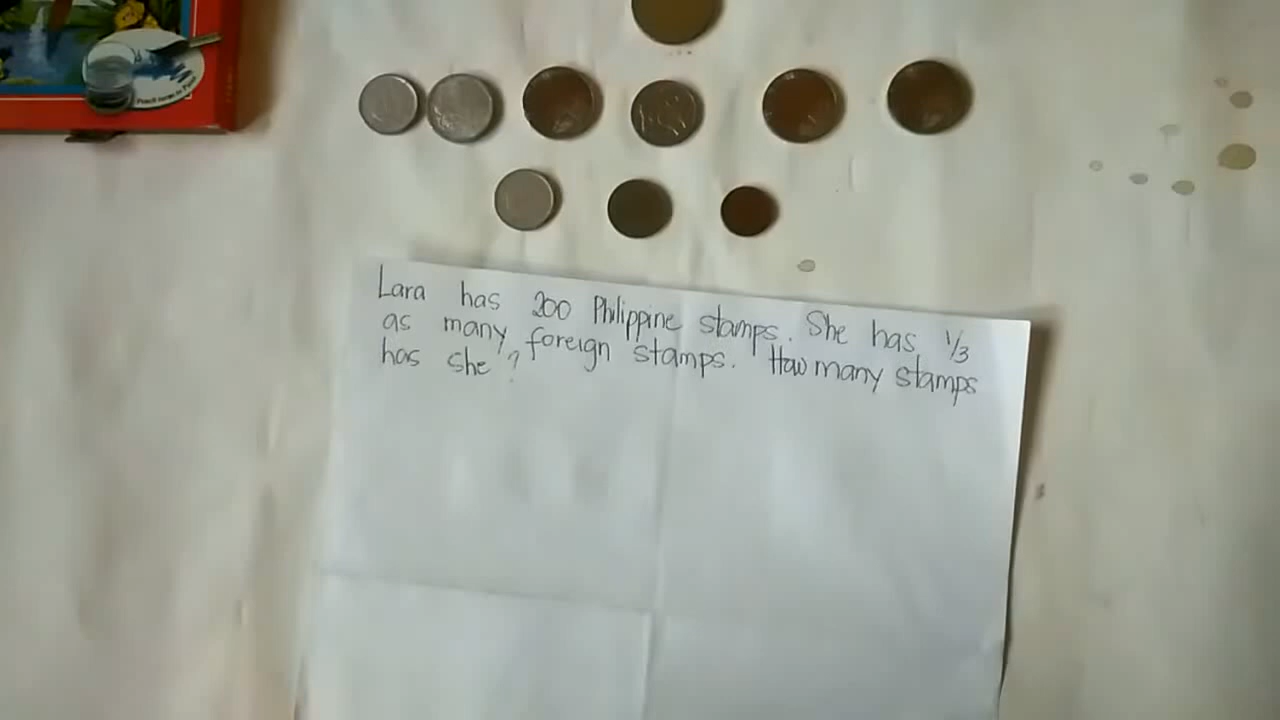 Lara has 200 Philippine stamps. She has 1/3
as many foreign stamps. How many stamps
has she?